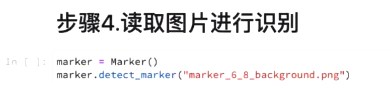 步骤4.读取图片进行识别
In [ ]: marker = Marker()
marker.detect_marker("marker_6_8_background.png")